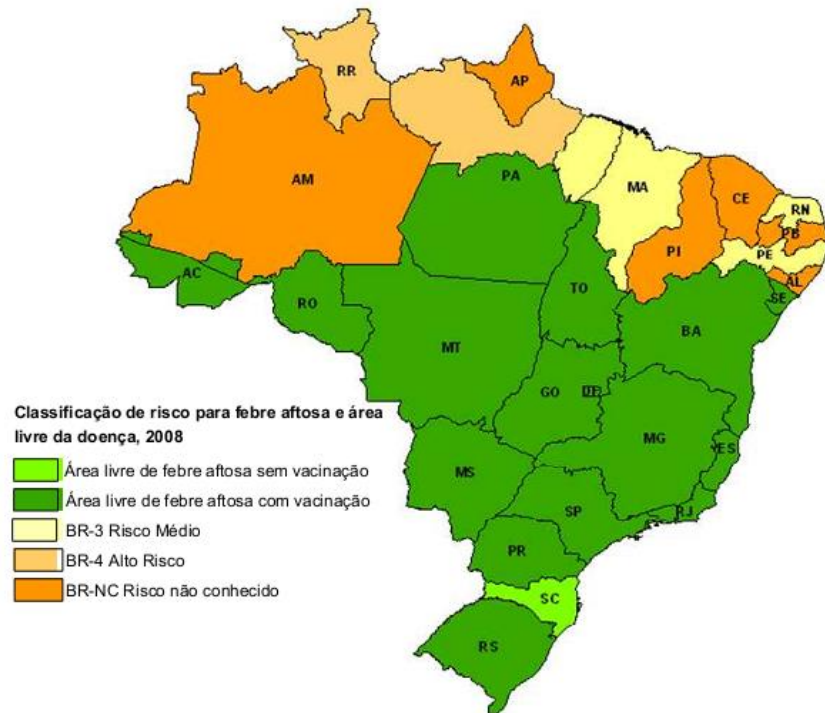 RR
AP
AM
PA
MA
CE
RN
PB
PE
PI
AL
SE
AC
RO
TO
BA
MT
GO
DF
MG
ES
MS
SP
RJ
PR
SC
RS
Classificação de risco para febre aftosa e área
livre da doença, 2008
Área livre de febre aftosa sem vacinação
Área livre de febre aftosa com vacinação
BR-3 Risco Médio
BR-4 Alto Risco
BR-NC Risco não conhecido